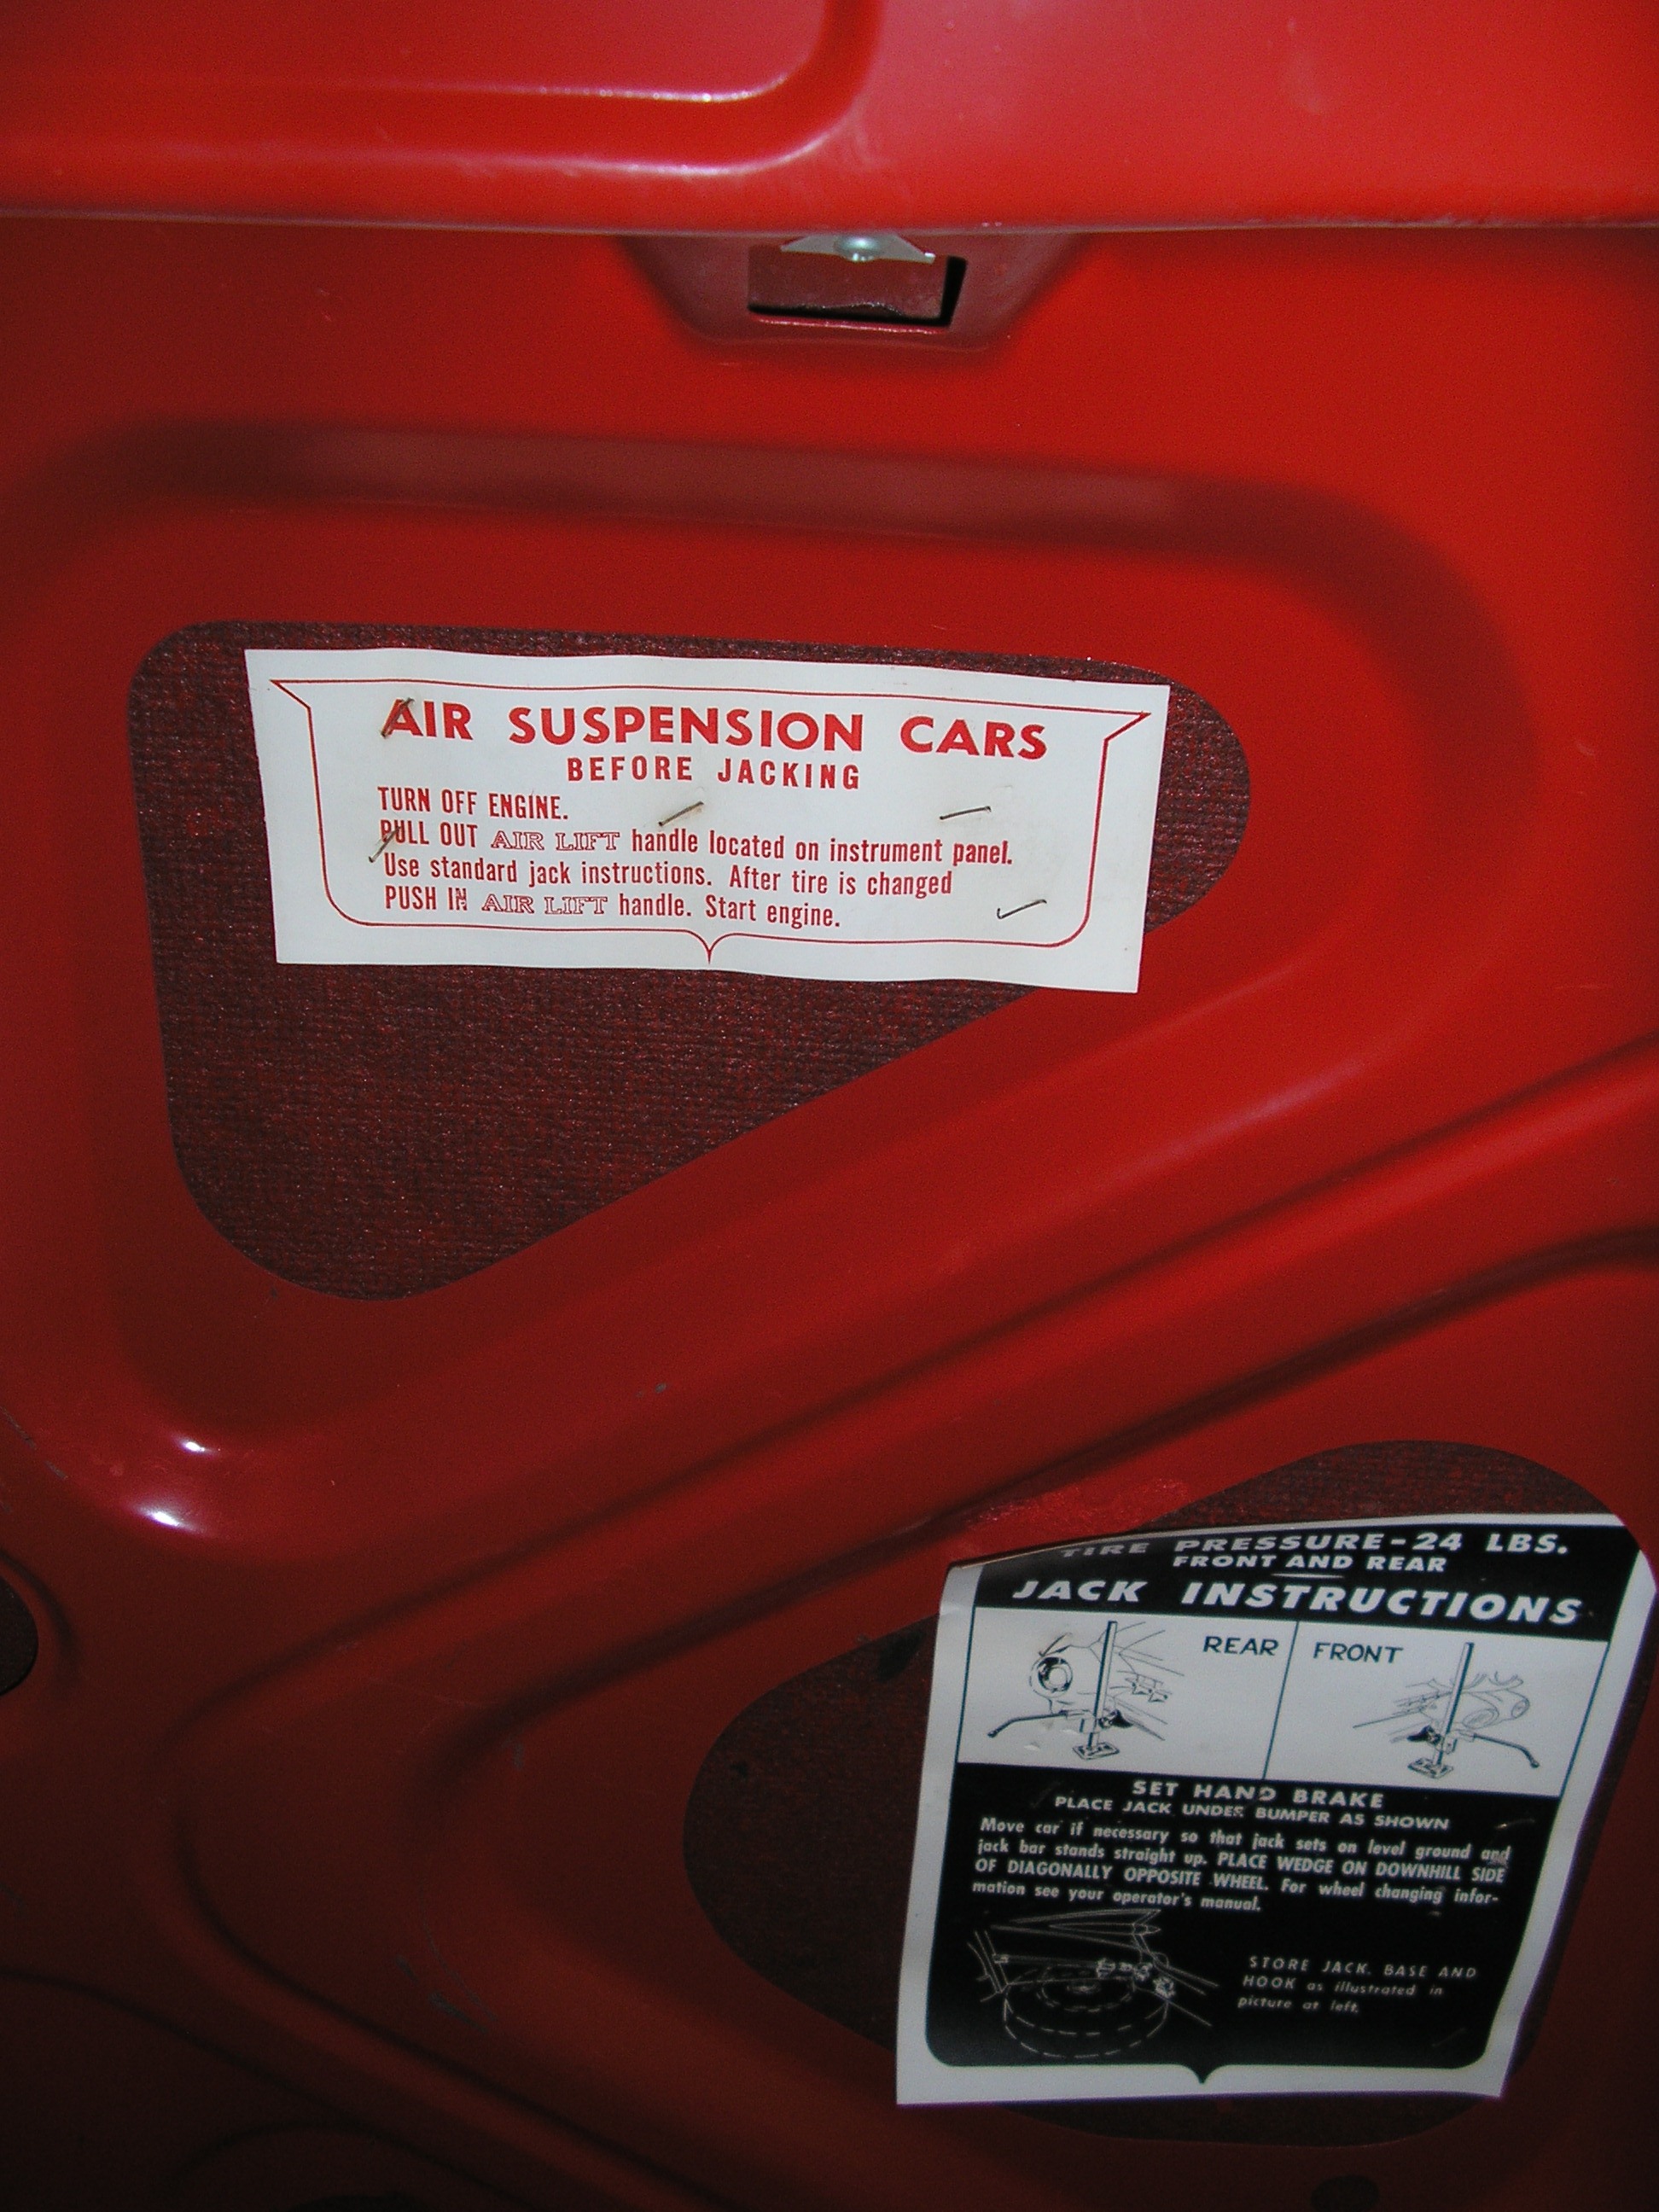 AIR SUSPENSION CARS
BEFORE JACKING
TURN OFF ENGINE.
PULL OUT AIR LIFT handle located on instrument panel.
Use standard jack instructions. After tire is changed
PUSH IN AIR LIFT handle. Start engine.
TIRE PRESSURE-24 LBS.
FRONT AND REAR
JACK INSTRUCTIONS
REAR FRONT
SET HAND BRAKE
PLACE JACK UNDER BUMPER AS SHOWN
Move car if necessary so that jack sets on level ground and
jack bar stands straight up. PLACE WEDGE ON DOWNHILL SIDE
OF DIAGONALLY OPPOSITE WHEEL. For wheel changing infor-
mation see your operator's manual.
STORE JACK, BASE AND
HOOK as illustrated in
picture at left.